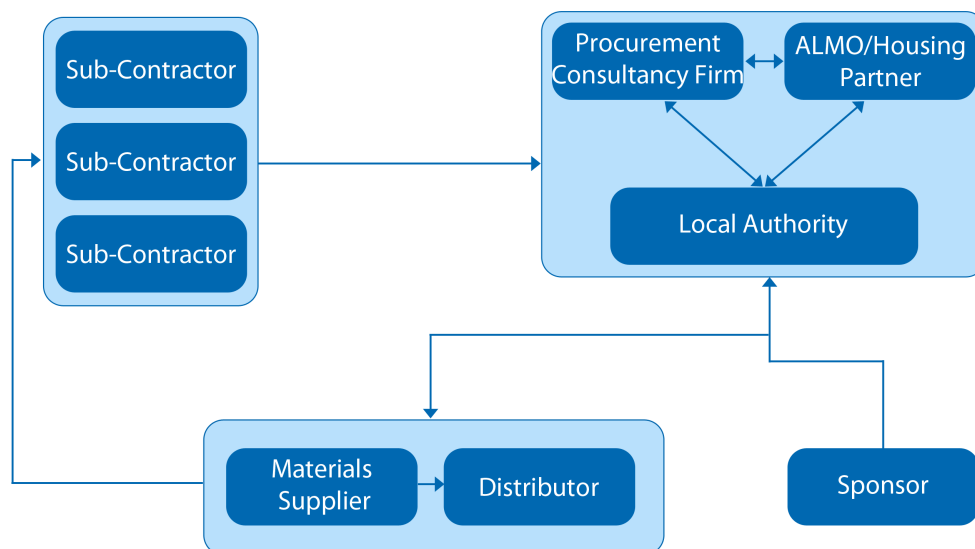 Sub-Contractor
Sub-Contractor
Sub-Contractor
Procurement
Consultancy Firm
ALMO/Housing
Partner
Local Authority
Materials
Supplier
Distributor
Sponsor